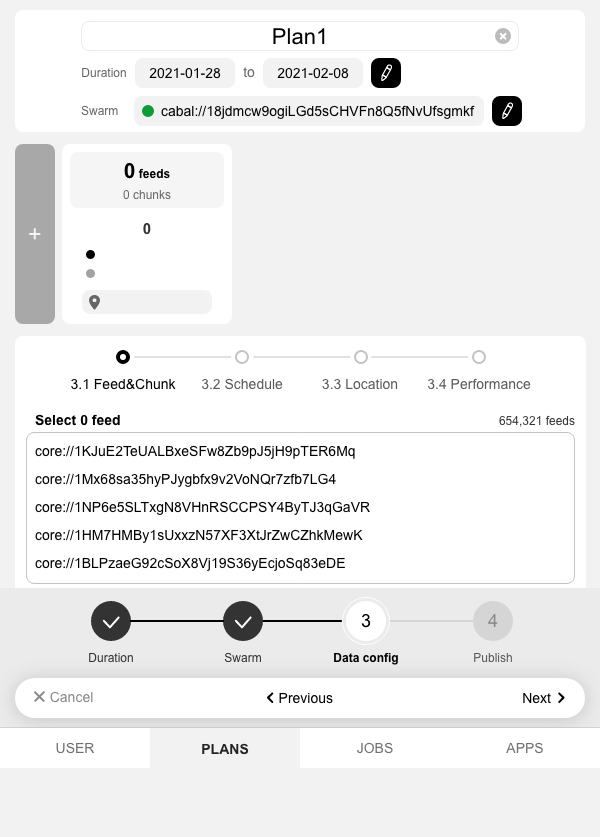 Plan1
Duration 2021-01-28 to 2021-02-08
Swarm cabal://18jdmcw9ogiLGd5sCHVFn8Q5fNvUfsgmkf
+
0 feeds
0 chunks
0
3.1 Feed&Chunk 3.2 Schedule 3.3 Location 3.4 Performance
Select 0 feed 654,321 feeds
core://1KJuE2TeUALBxeSFw8Zb9pJ5jH9pTER6Mq
core://1Mx68sa35hyPJygbfx9v2VoNQr7zfb7LG4
core://1NP6e5SLTxgN8VHnRSCCPSY4ByTJ3qGaVR
core://1HM7HMBy1sUxxzN57XF3XtJrZwCZhkMewK
core://1BLPzaeG92cSoX8Vj19S36yEcjoSq83eDE
3 4
Duration Swarm Data config Publish
Cancel Previous Next
USER PLANS JOBS APPS